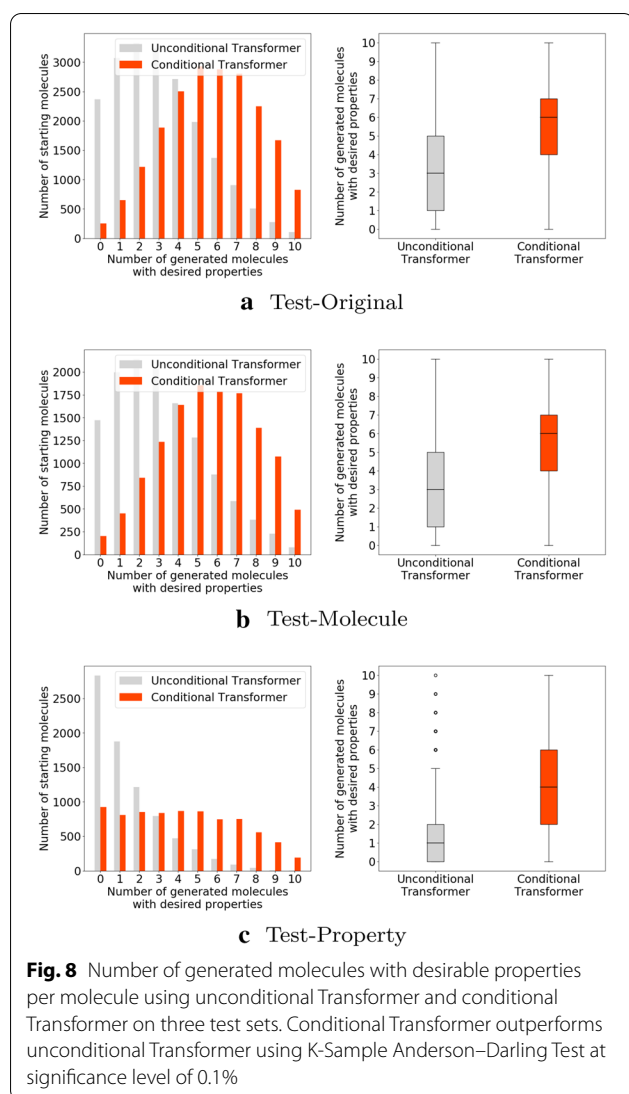 Unconditional Transformer
Conditional Transformer
Number of starting molecules
3000
2500
2000
1500
1000
500
0
0 1 2 3 4 5 6 7 8 9 10
Number of generated molecules
with desired properties
Number of generated molecules
with desired properties
10
9
8
7
6
5
4
3
2
1
0
Unconditional
Transformer
Conditional
Transformer
a Test-Original
Unconditional Transformer
Conditional Transformer
Number of starting molecules
2000
1750
1500
1250
1000
750
500
250
0
0 1 2 3 4 5 6 7 8 9 10
Number of generated molecules
with desired properties
Number of generated molecules
with desired properties
10
9
8
7
6
5
4
3
2
1
0
Unconditional
Transformer
Conditional
Transformer
b Test-Molecule
Unconditional Transformer
Conditional Transformer
Number of starting molecules
2500
2000
1500
1000
500
0
0 1 2 3 4 5 6 7 8 9 10
Number of generated molecules
with desired properties
Number of generated molecules
with desired properties
10
9
8
7
6
5
4
3
2
1
0
Unconditional
Transformer
Conditional
Transformer
c Test-Property
Fig. 8 Number of generated molecules with desirable properties
per molecule using unconditional Transformer and conditional
Transformer on three test sets. Conditional Transformer outperforms
unconditional Transformer using K-Sample Anderson–Darling Test at
significance level of 0.1%